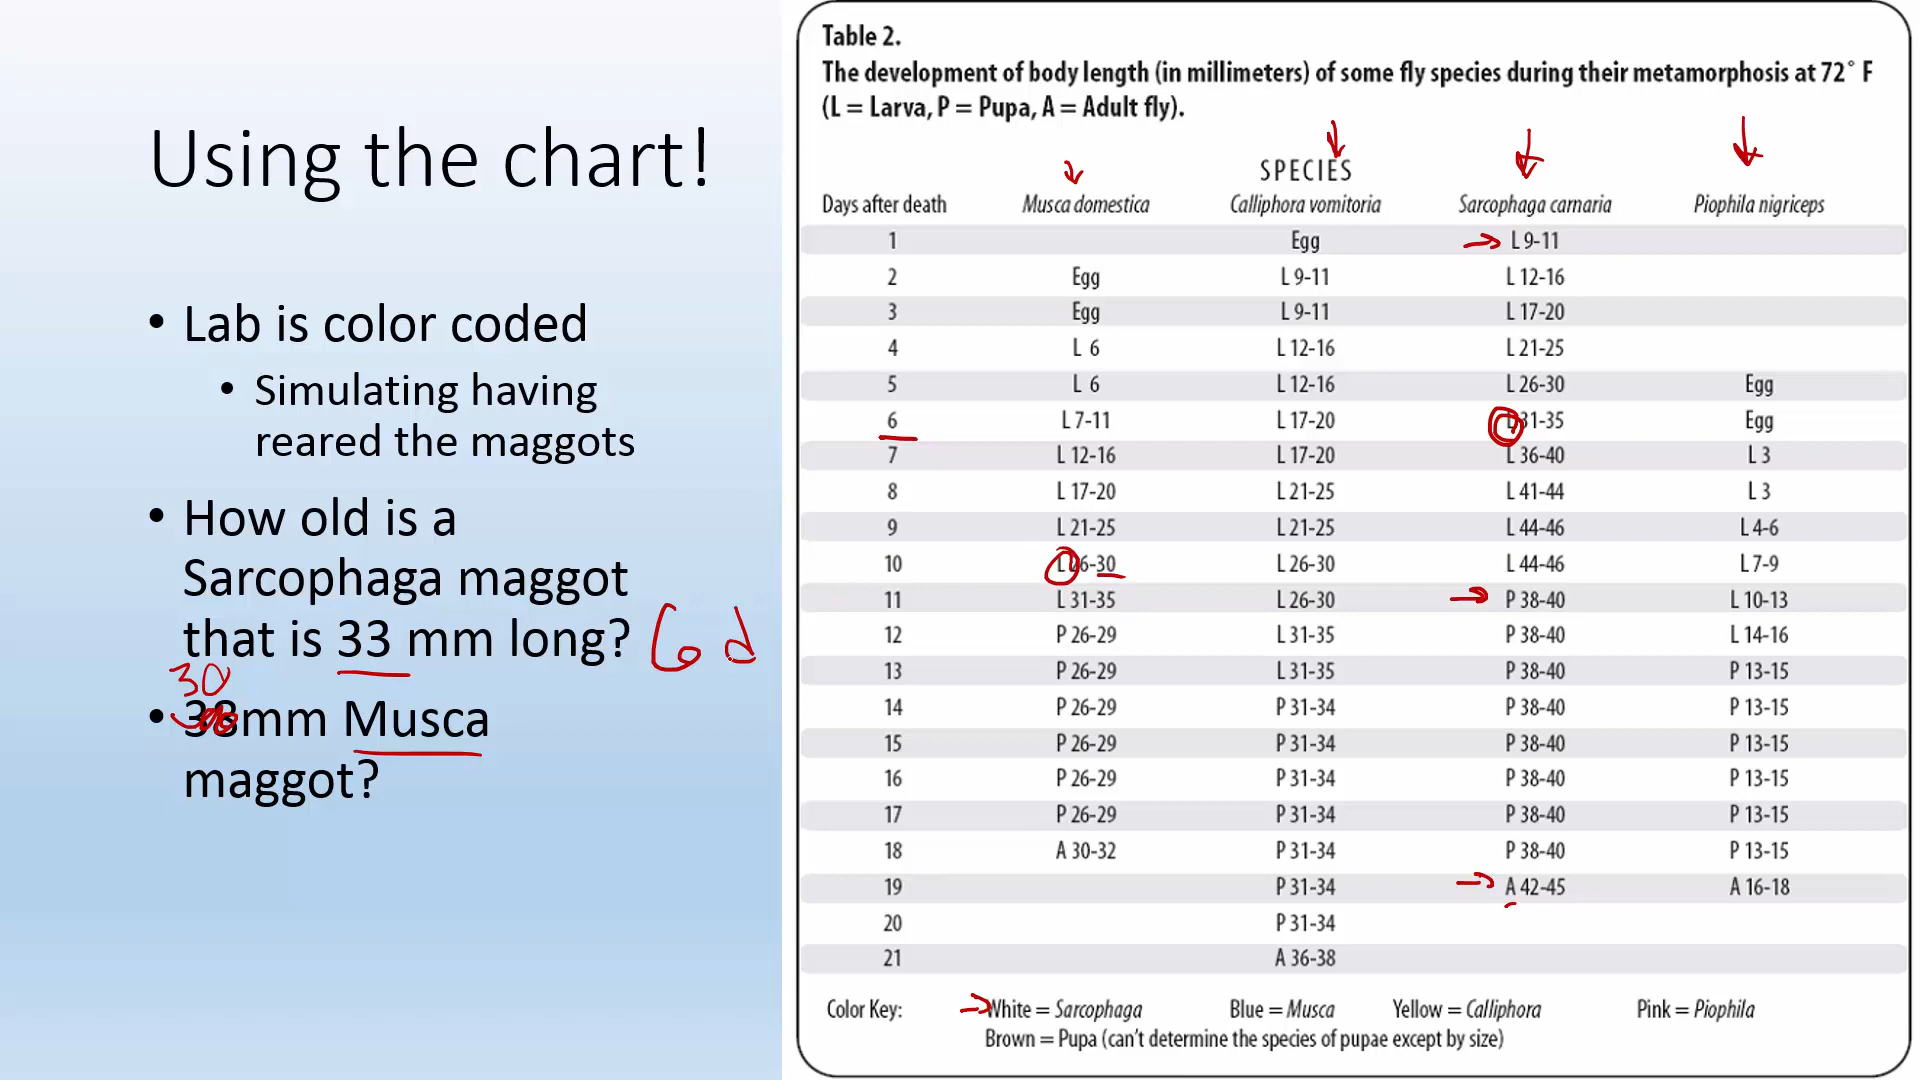 Using the chart!
• Lab is color coded
• Simulating having
reared the maggots
• How old is a
Sarcophaga maggot
that is 33 mm long? 6 d
30
• 38mm Musca
maggot?
Table 2.
The development of body length (in millimeters) of some fly species during their metamorphosis at 72° F
(L = Larva, P = Pupa, A = Adult fly).
SPECIES
Days after death Musca domestica Calliphora vomitoria Sarcophaga carnaria Piophila nigriceps
1 Egg L 9-11
2 Egg L 9-11 L 12-16
3 Egg L 9-11 L 17-20
4 L 6 L 12-16 L 21-25
5 L 6 L 12-16 L 26-30 Egg
6 L 7-11 L 17-20 L 31-35 Egg
7 L 12-16 L 17-20 L 36-40 L 3
8 L 17-20 L 21-25 L 41-44 L 3
9 L 21-25 L 21-25 L 44-46 L 4-6
10 L 26-30 L 26-30 L 44-46 L 7-9
11 L 31-35 L 26-30 P 38-40 L 10-13
12 P 26-29 L 31-35 P 38-40 L 14-16
13 P 26-29 L 31-35 P 38-40 P 13-15
14 P 26-29 P 31-34 P 38-40 P 13-15
15 P 26-29 P 31-34 P 38-40 P 13-15
16 P 26-29 P 31-34 P 38-40 P 13-15
17 P 26-29 P 31-34 P 38-40 P 13-15
18 A 30-32 P 31-34 P 38-40 P 13-15
19 P 31-34 A 42-45 A 16-18
20 P 31-34
21 A 36-38
Color Key: White = Sarcophaga Blue = Musca Yellow = Calliphora Pink = Piophila
Brown = Pupa (can't determine the species of pupae except by size)